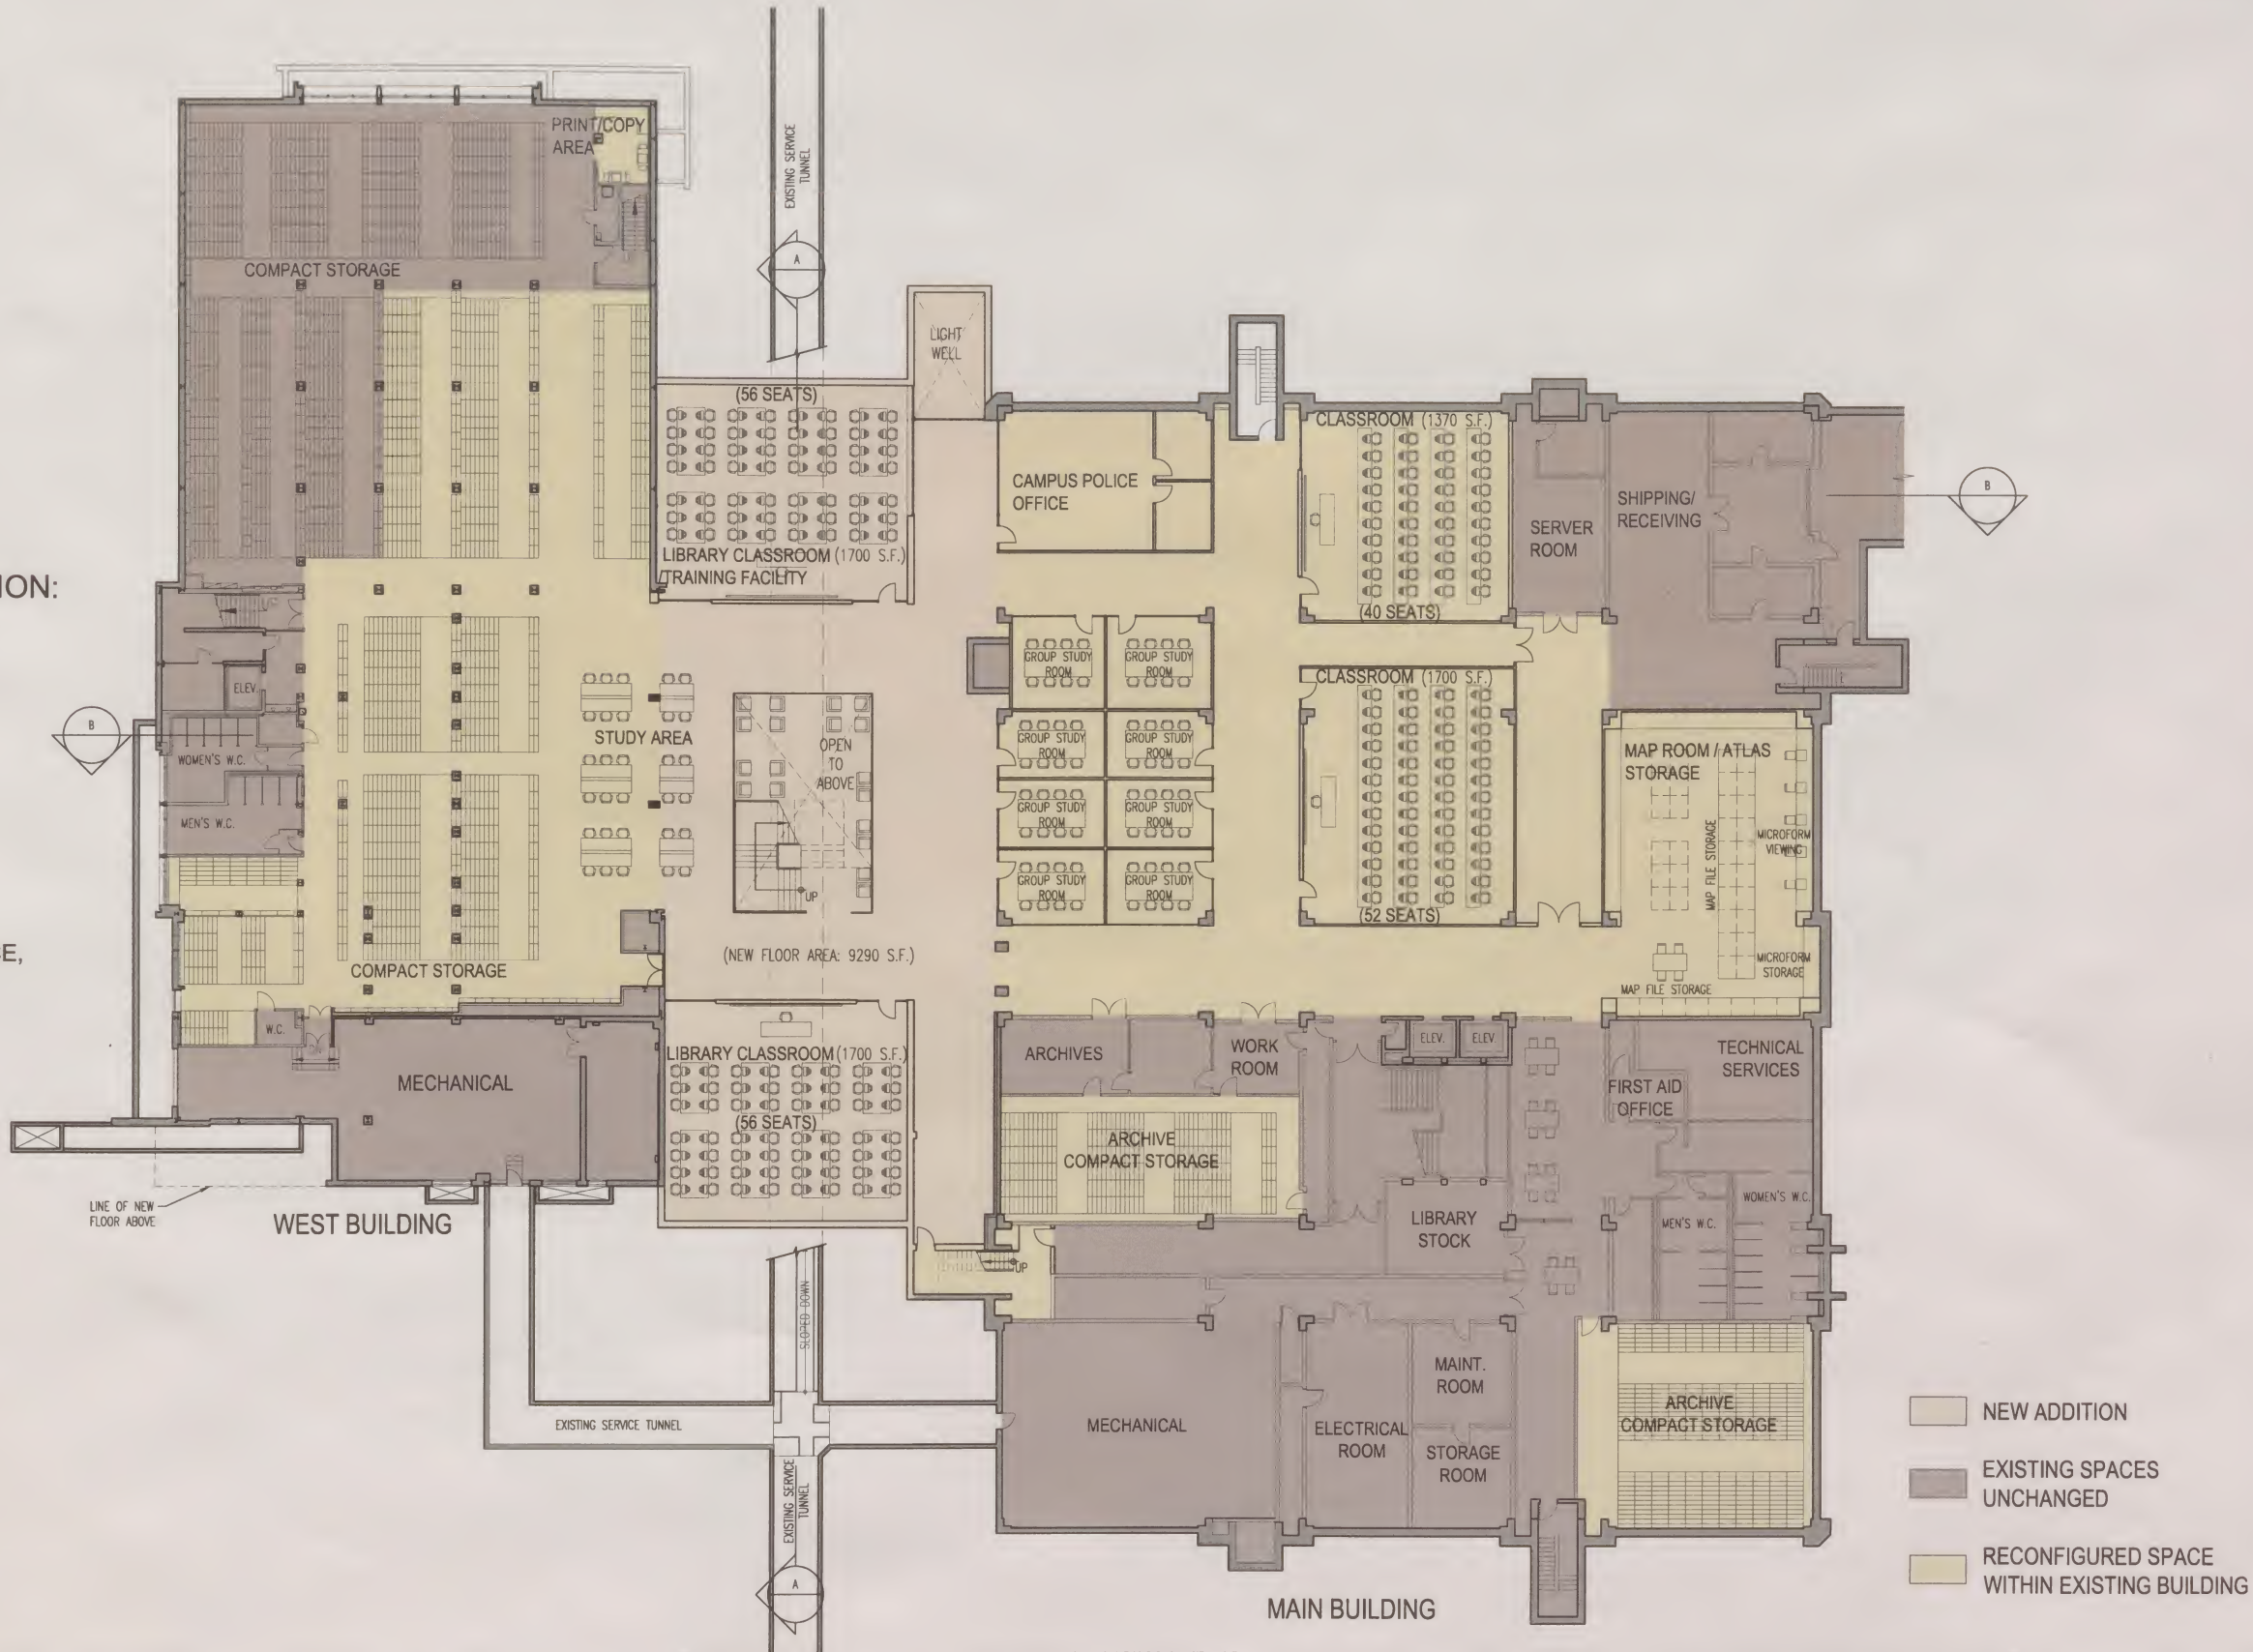 PRINT/COPY
AREA
EXISTING SERVICE
TUNNEL
A
COMPACT STORAGE
LIGHT
WELL
(56 SEATS)
LIBRARY CLASSROOM (1700 S.F.)
/TRAINING FACILITY
CAMPUS POLICE
OFFICE
CLASSROOM (1370 S.F.)
(40 SEATS)
SERVER
ROOM
SHIPPING/
RECEIVING
B
ION:
ELEV.
B
WOMEN'S W.C.
MEN'S W.C.
STUDY AREA
OPEN
TO
ABOVE
UP
GROUP STUDY
ROOM
GROUP STUDY
ROOM
GROUP STUDY
ROOM
GROUP STUDY
ROOM
GROUP STUDY
ROOM
GROUP STUDY
ROOM
GROUP STUDY
ROOM
GROUP STUDY
ROOM
CLASSROOM (1700 S.F.)
(52 SEATS)
MAP ROOM / ATLAS
STORAGE
MAP FILE STORAGE
MICROFORM
VIEWING
MICROFORM
STORAGE
MAP FILE STORAGE
CE,
COMPACT STORAGE
(NEW FLOOR AREA: 9290 S.F.)
W.C.
MECHANICAL
LIBRARY CLASSROOM (1700 S.F.)
(56 SEATS)
ARCHIVES
WORK
ROOM
ELEV.
ELEV
TECHNICAL
SERVICES
FIRST AID
OFFICE
ARCHIVE
COMPACT STORAGE
LINE OF NEW
FLOOR ABOVE
WEST BUILDING
LIBRARY
STOCK
MEN'S W.C.
WOMEN'S W.C.
UP
SLOPED DOWN
EXISTING SERVICE TUNNEL
EXISTING SERVICE
TUNNEL
A
MECHANICAL
ELECTRICAL
ROOM
MAINT.
ROOM
STORAGE
ROOM
ARCHIVE
COMPACT STORAGE
MAIN BUILDING
NEW ADDITION
EXISTING SPACES
UNCHANGED
RECONFIGURED SPACE
WITHIN EXISTING BUILDING